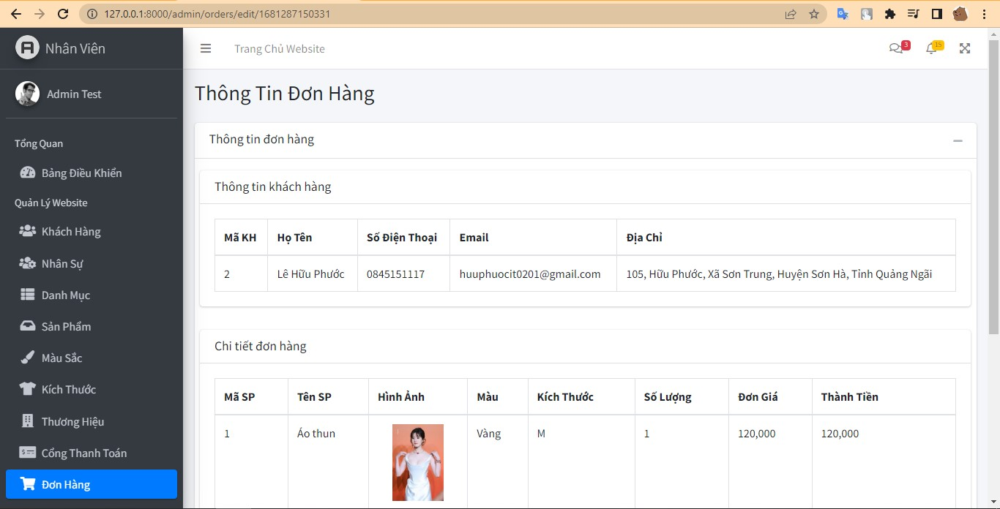 127.0.0.1:8000/admin/orders/edit/1681287150331
Nhân Viên
Trang Chủ Website
3
15
Admin Test
Thông Tin Đơn Hàng
Tổng Quan
Bảng Điều Khiển
Quản Lý Website
Khách Hàng
Nhân Sự
Danh Mục
Sản Phẩm
Màu Sắc
Kích Thước
Thương Hiệu
Cổng Thanh Toán
Đơn Hàng
Thông tin đơn hàng
Thông tin khách hàng
Mã KH Họ Tên Số Điện Thoại Email Địa Chỉ
2 Lê Hữu Phước 0845151117 huuphuocit0201@gmail.com 105, Hữu Phước, Xã Sơn Trung, Huyện Sơn Hà, Tỉnh Quảng Ngãi
Chi tiết đơn hàng
Mã SP Tên SP Hình Ảnh Màu Kích Thước Số Lượng Đơn Giá Thành Tiền
1 Áo thun Vàng M 1 120,000 120,000